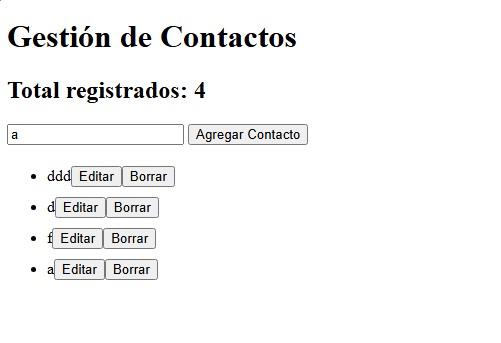 Gestión de Contactos
Total registrados: 4
a Agregar Contacto
ddd Editar Borrar
d Editar Borrar
f Editar Borrar
a Editar Borrar